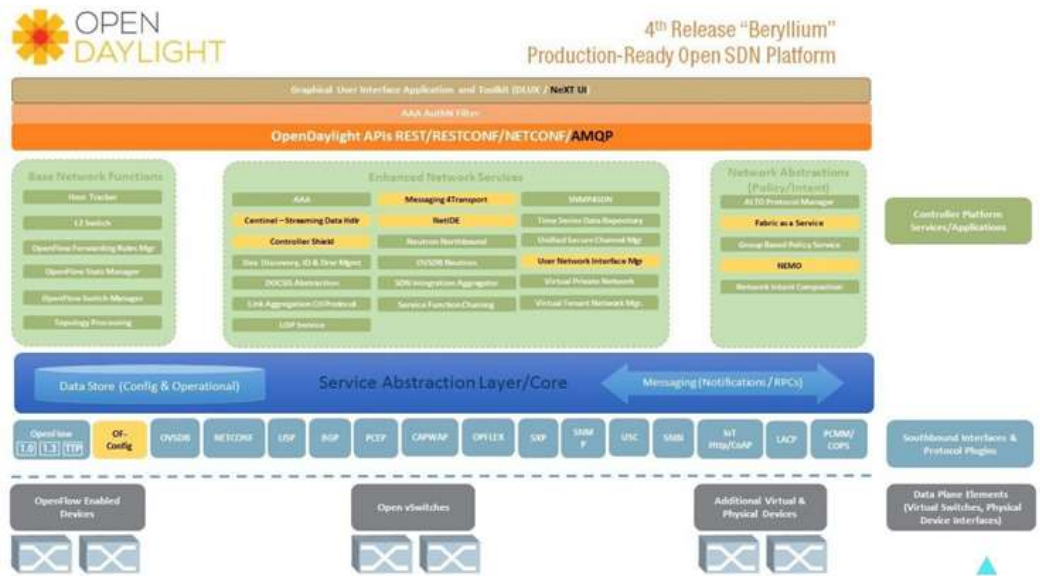 OPEN
DAYLIGHT
4th Release “Beryllium”
Production-Ready Open SDN Platform
Graphical User Interface Application and Toolkit (DLUX / NeXT UI)
AAA AuthN Filter
OpenDaylight APIs REST/RESTCONF/NETCONF/AMQP
Base Network Functions
Host Tracker
L2 Switch
OpenFlow Forwarding Rules Mgr
OpenFlow Stats Manager
OpenFlow Switch Manager
Topology Processing
Enhanced Network Services
AAA
Centinel – Streaming Data Hdlr
Controller Shield
Dev Discovery, ID & Drvr Mgmt
DOCSIS Abstraction
Link Aggregation Ctl Protocol
LISP Service
Messaging 4Transport
NetIDE
Neutron Northbound
OVSDB Neutron
SDN Integration Aggregator
Service Function Chaining
SNMP4SDN
Time Series Data Repository
Unified Secure Channel Mgr
User Network Interface Mgr
Virtual Private Network
Virtual Tenant Network Mgr.
Network Abstractions
(Policy/Intent)
ALTO Protocol Manager
Fabric as a Service
Group Based Policy Service
NEMO
Network Intent Composition
Controller Platform
Services/Applications
Data Store (Config & Operational)
Service Abstraction Layer/Core
Messaging (Notifications / RPCs)
OpenFlow
1.0 1.3 TTP
OF-
Config
OVSDB
NETCONF
LISP
BGP
PCEP
CAPWAP
OPFLEX
SXP
SNM
P
USC
SNBI
IoT
Http/CoAP
LACP
PCMM/
COPS
Southbound Interfaces &
Protocol Plugins
OpenFlow Enabled
Devices
Open vSwitches
Additional Virtual &
Physical Devices
Data Plane Elements
(Virtual Switches, Physical
Device Interfaces)